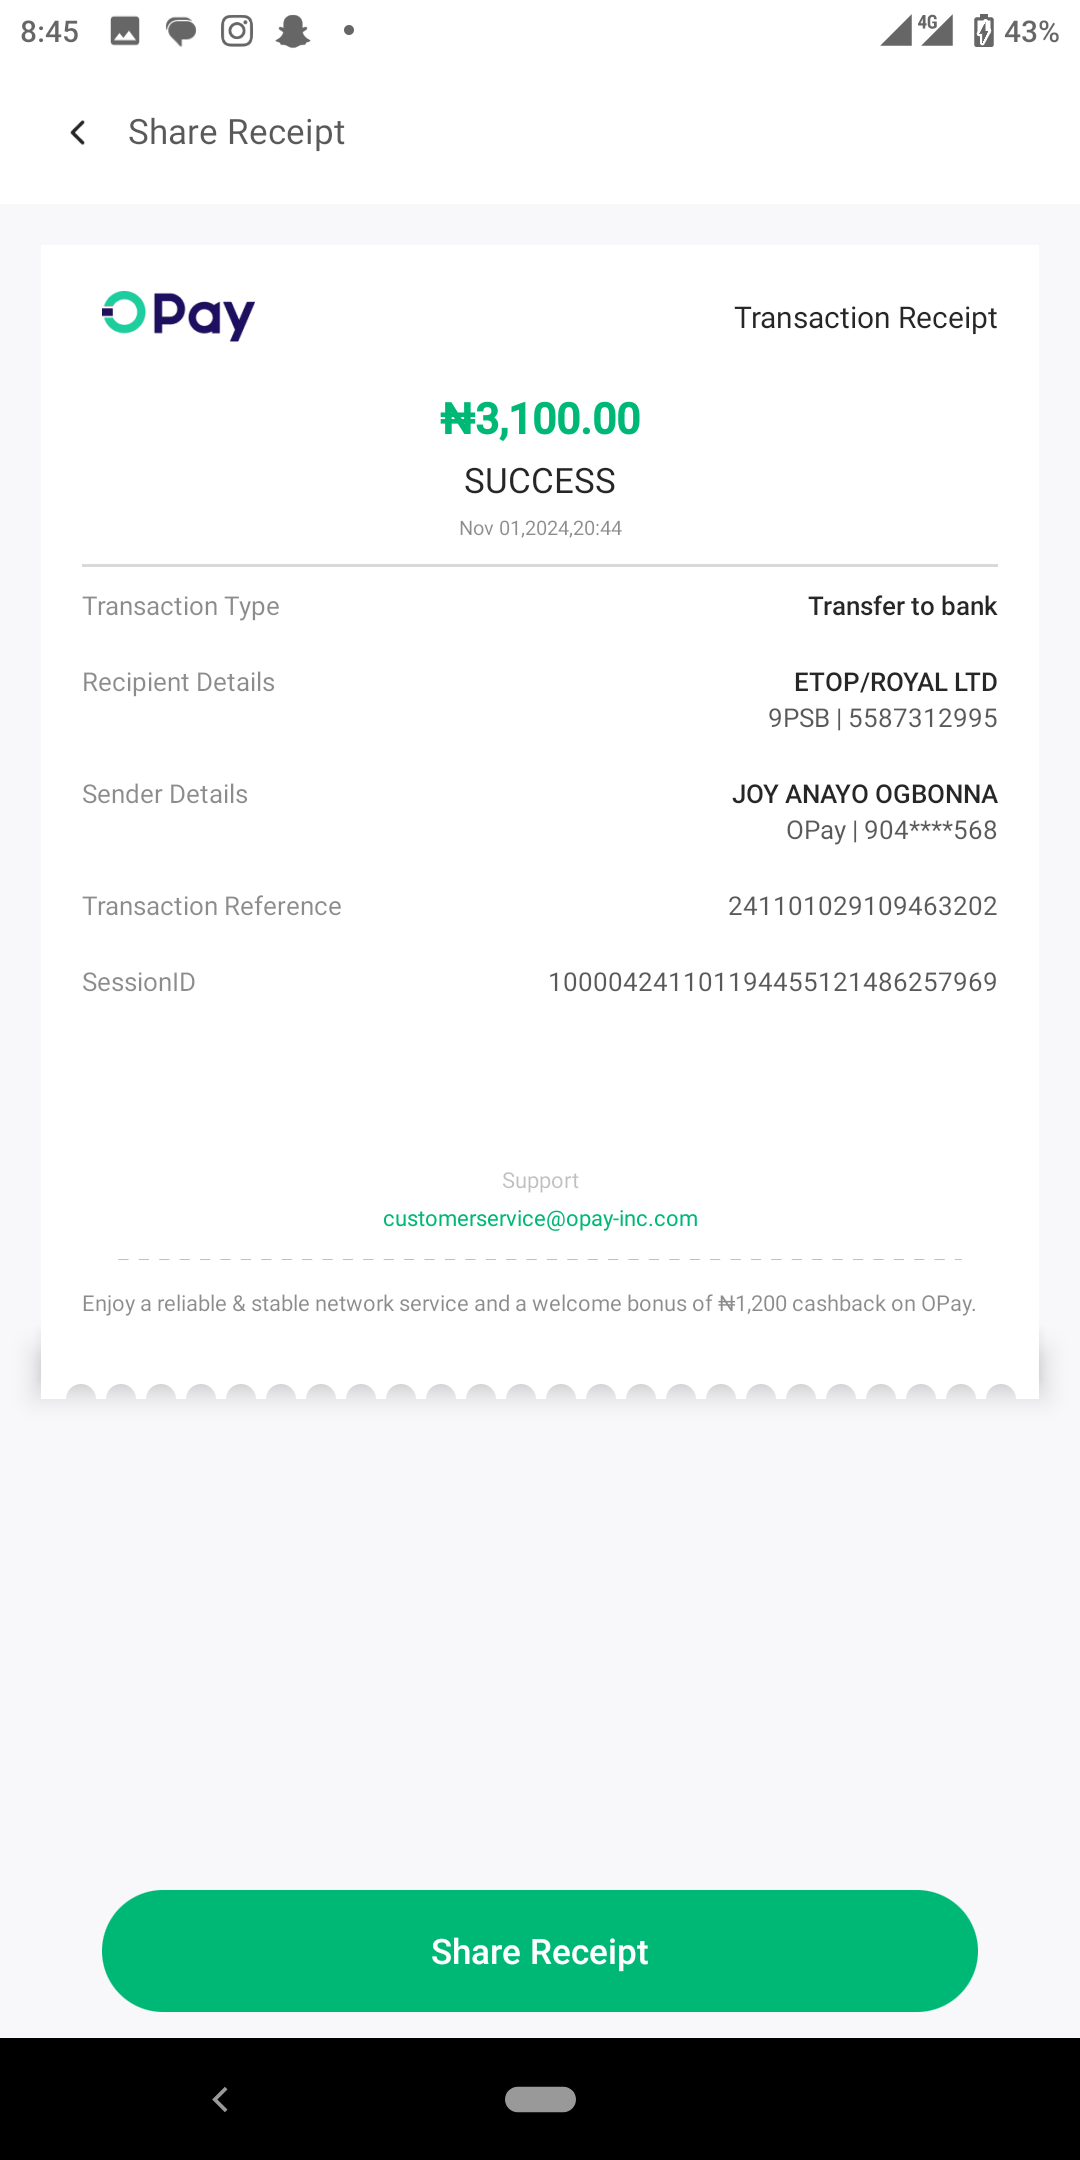 8:45 4G 43%
Share Receipt
OPay Transaction Receipt
₦3,100.00
SUCCESS
Nov 01,2024,20:44
Transaction Type Transfer to bank
Recipient Details ETOP/ROYAL LTD
9PSB | 5587312995
Sender Details JOY ANAYO OGBONNA
OPay | 904****568
Transaction Reference 241101029109463202
SessionID 100004241101194455121486257969
Support
customerservice@opay-inc.com
Enjoy a reliable & stable network service and a welcome bonus of ₦1,200 cashback on OPay.
Share Receipt